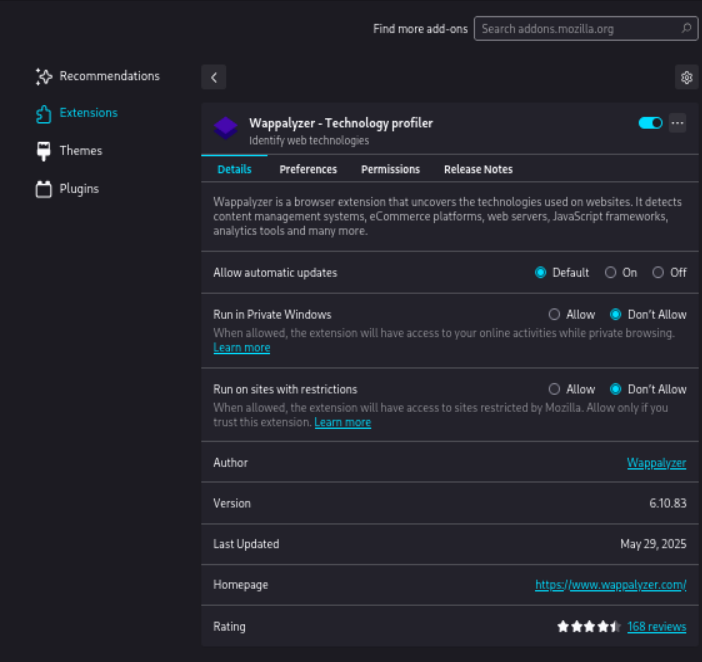 Find more add-ons
Search addons.mozilla.org
Recommendations
Extensions
Themes
Plugins
Wappalyzer - Technology profiler
Identify web technologies
Details Preferences Permissions Release Notes
Wappalyzer is a browser extension that uncovers the technologies used on websites. It detects
content management systems, eCommerce platforms, web servers, JavaScript frameworks,
analytics tools and many more.
Allow automatic updates Default On Off
Run in Private Windows Allow Don't Allow
When allowed, the extension will have access to your online activities while private browsing.
Learn more
Run on sites with restrictions Allow Don't Allow
When allowed, the extension will have access to sites restricted by Mozilla. Allow only if you
trust this extension. Learn more
Author Wappalyzer
Version 6.10.83
Last Updated May 29, 2025
Homepage https://www.wappalyzer.com/
Rating 168 reviews